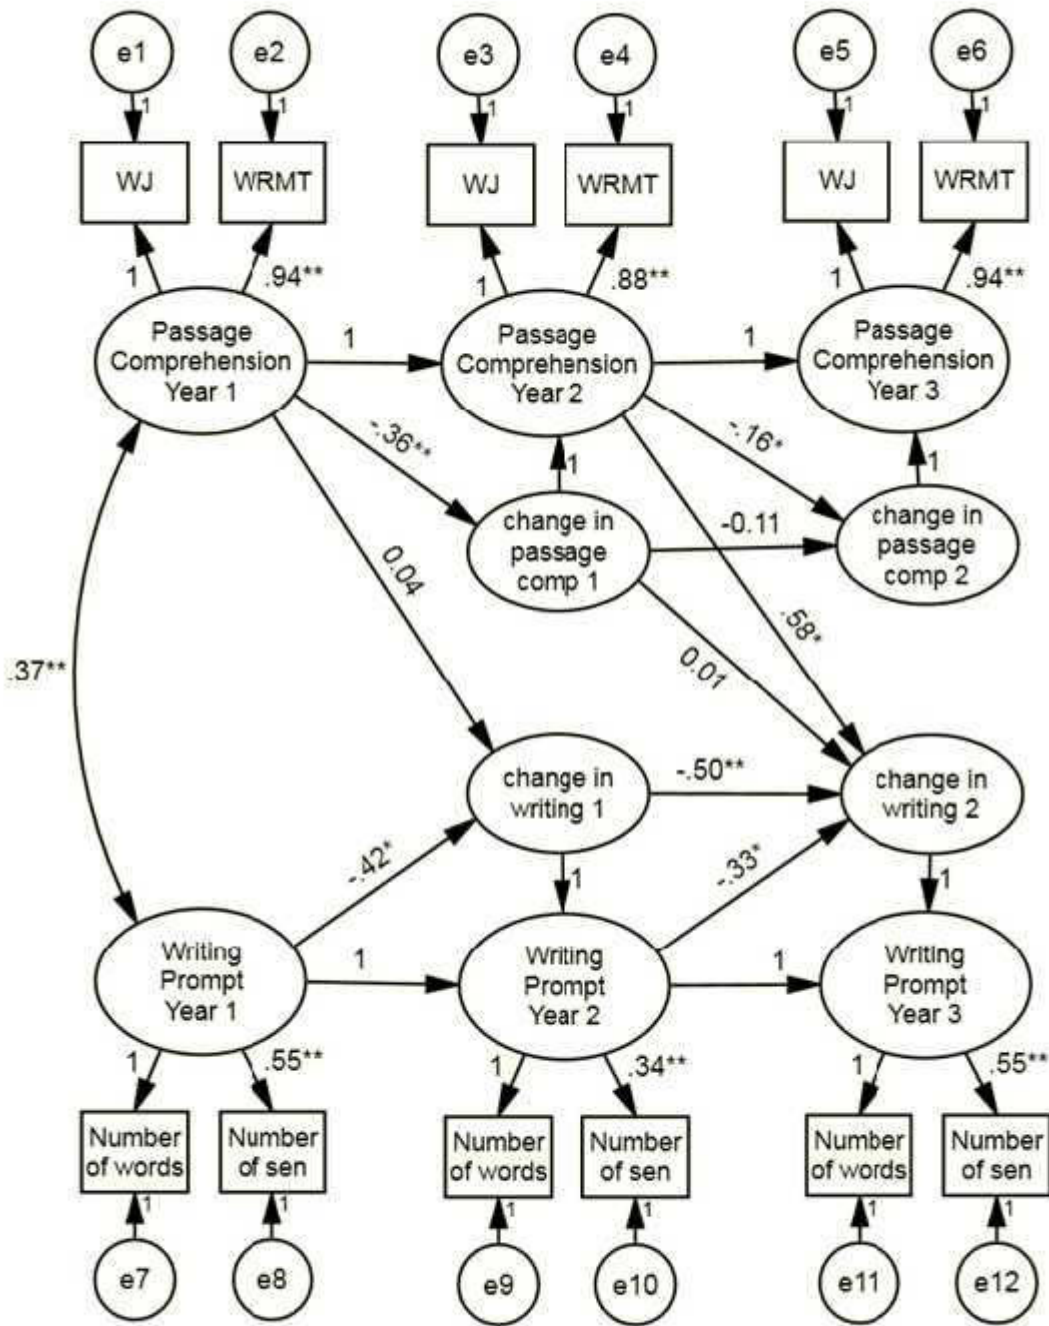 e1
e2
e3
e4
e5
e6
1
1
1
1
1
1
WJ
WRMT
WJ
WRMT
WJ
WRMT
1
.94**
1
.88**
1
.94**
Passage
Comprehension
Year 1
1
Passage
Comprehension
Year 2
1
Passage
Comprehension
Year 3
-.36**
1
-.16*
1
change in
passage
comp 1
-0.11
change in
passage
comp 2
0.04
.58*
0.01
.37**
change in
writing 1
-.50**
change in
writing 2
-.42*
1
-.33*
1
Writing
Prompt
Year 1
1
Writing
Prompt
Year 2
1
Writing
Prompt
Year 3
1
.55**
1
.34**
1
.55**
Number
of words
Number
of sen
Number
of words
Number
of sen
Number
of words
Number
of sen
1
1
1
1
1
1
e7
e8
e9
e10
e11
e12